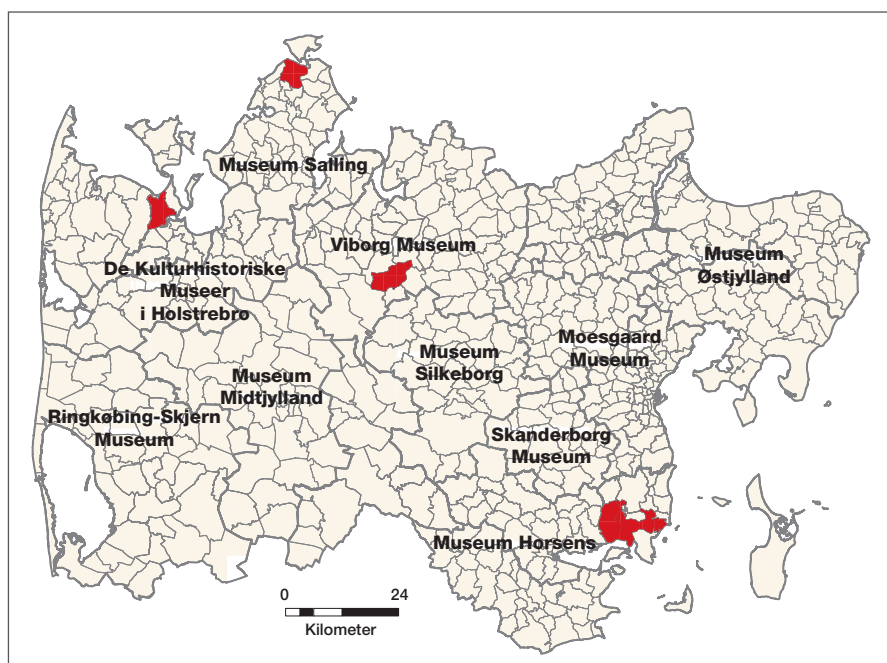 Museum Salling
Viborg Museum
Museum
Østjylland
De Kulturhistoriske
Museer
i Holstrebro
Moesgaard
Museum
Museum
Silkeborg
Museum
Midtjylland
Ringkøbing-Skjern
Museum
Skanderborg
Museum
Museum Horsens
0 24
Kilometer